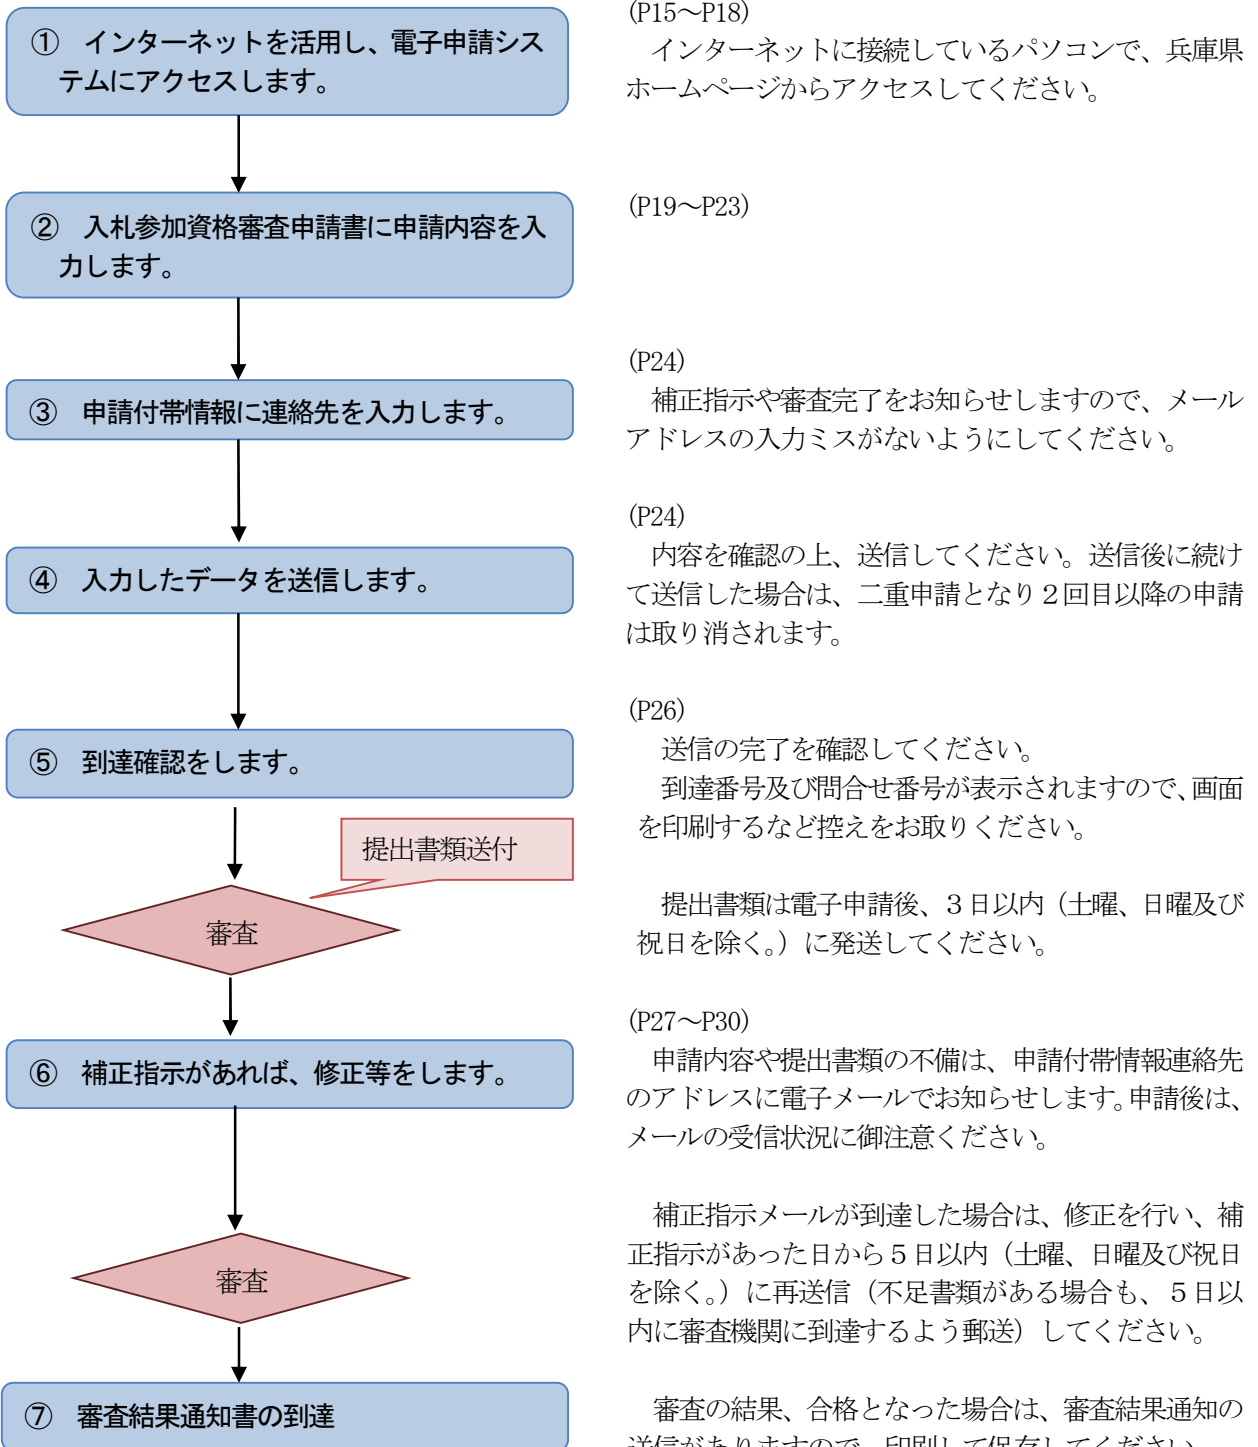 ① インターネットを活用し、電子申請シス
テムにアクセスします。
(P15～P18)
インターネットに接続しているパソコンで、兵庫県
ホームページからアクセスしてください。
② 入札参加資格審査申請書に申請内容を入
力します。
(P19～P23)
③ 申請付帯情報に連絡先を入力します。
(P24)
補正指示や審査完了をお知らせしますので、メール
アドレスの入力ミスがないようにしてください。
④ 入力したデータを送信します。
(P24)
内容を確認の上、送信してください。送信後に続け
て送信した場合は、二重申請となり２回目以降の申請
は取り消されます。
⑤ 到達確認をします。
(P26)
送信の完了を確認してください。
到達番号及び問合せ番号が表示されますので、画面
を印刷するなど控えをお取りください。
提出書類送付
審査
提出書類は電子申請後、３日以内（土曜、日曜及び
祝日を除く。）に発送してください。
⑥ 補正指示があれば、修正等をします。
(P27～P30)
申請内容や提出書類の不備は、申請付帯情報連絡先
のアドレスに電子メールでお知らせします。申請後は、
メールの受信状況に御注意ください。
審査
補正指示メールが到達した場合は、修正を行い、補
正指示があった日から５日以内（土曜、日曜及び祝日
を除く。）に再送信（不足書類がある場合も、５日以
内に審査機関に到達するよう郵送）してください。
⑦ 審査結果通知書の到達
審査の結果、合格となった場合は、審査結果通知の
送信がありますので、印刷して保存してください。